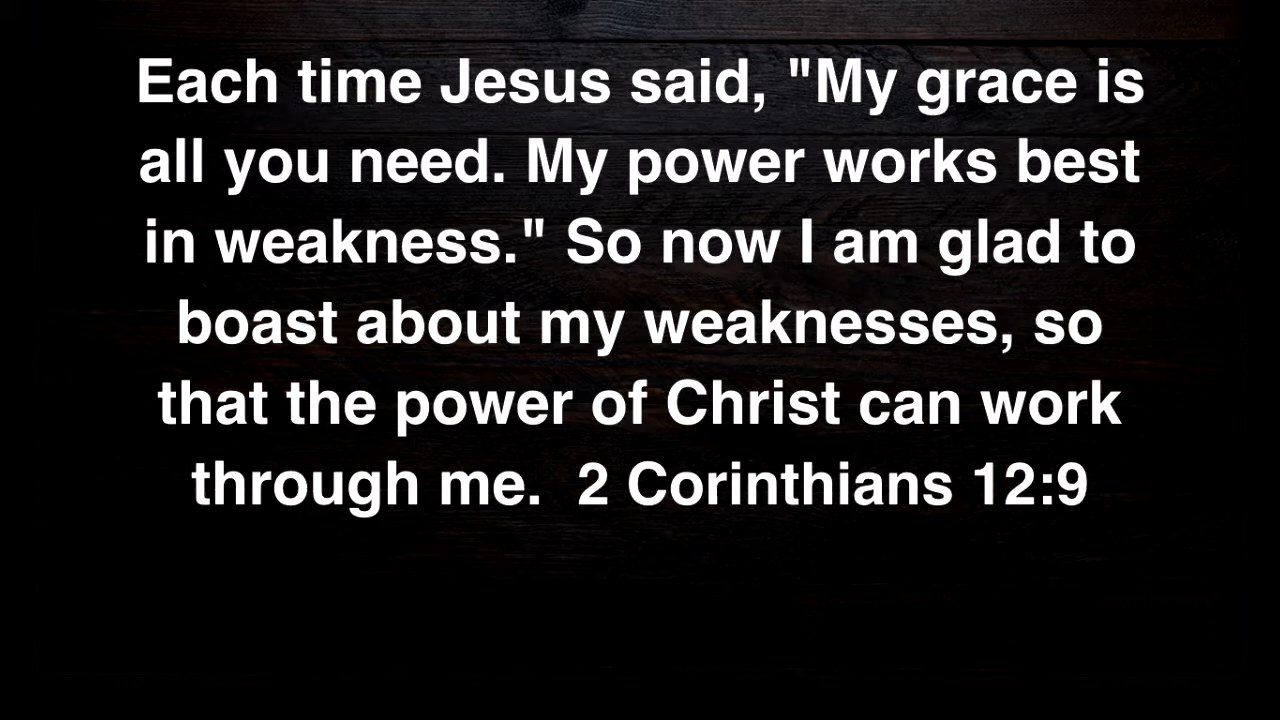 Each time Jesus said, "My grace is
all you need. My power works best
in weakness." So now I am glad to
boast about my weaknesses, so
that the power of Christ can work
through me.  2 Corinthians 12:9